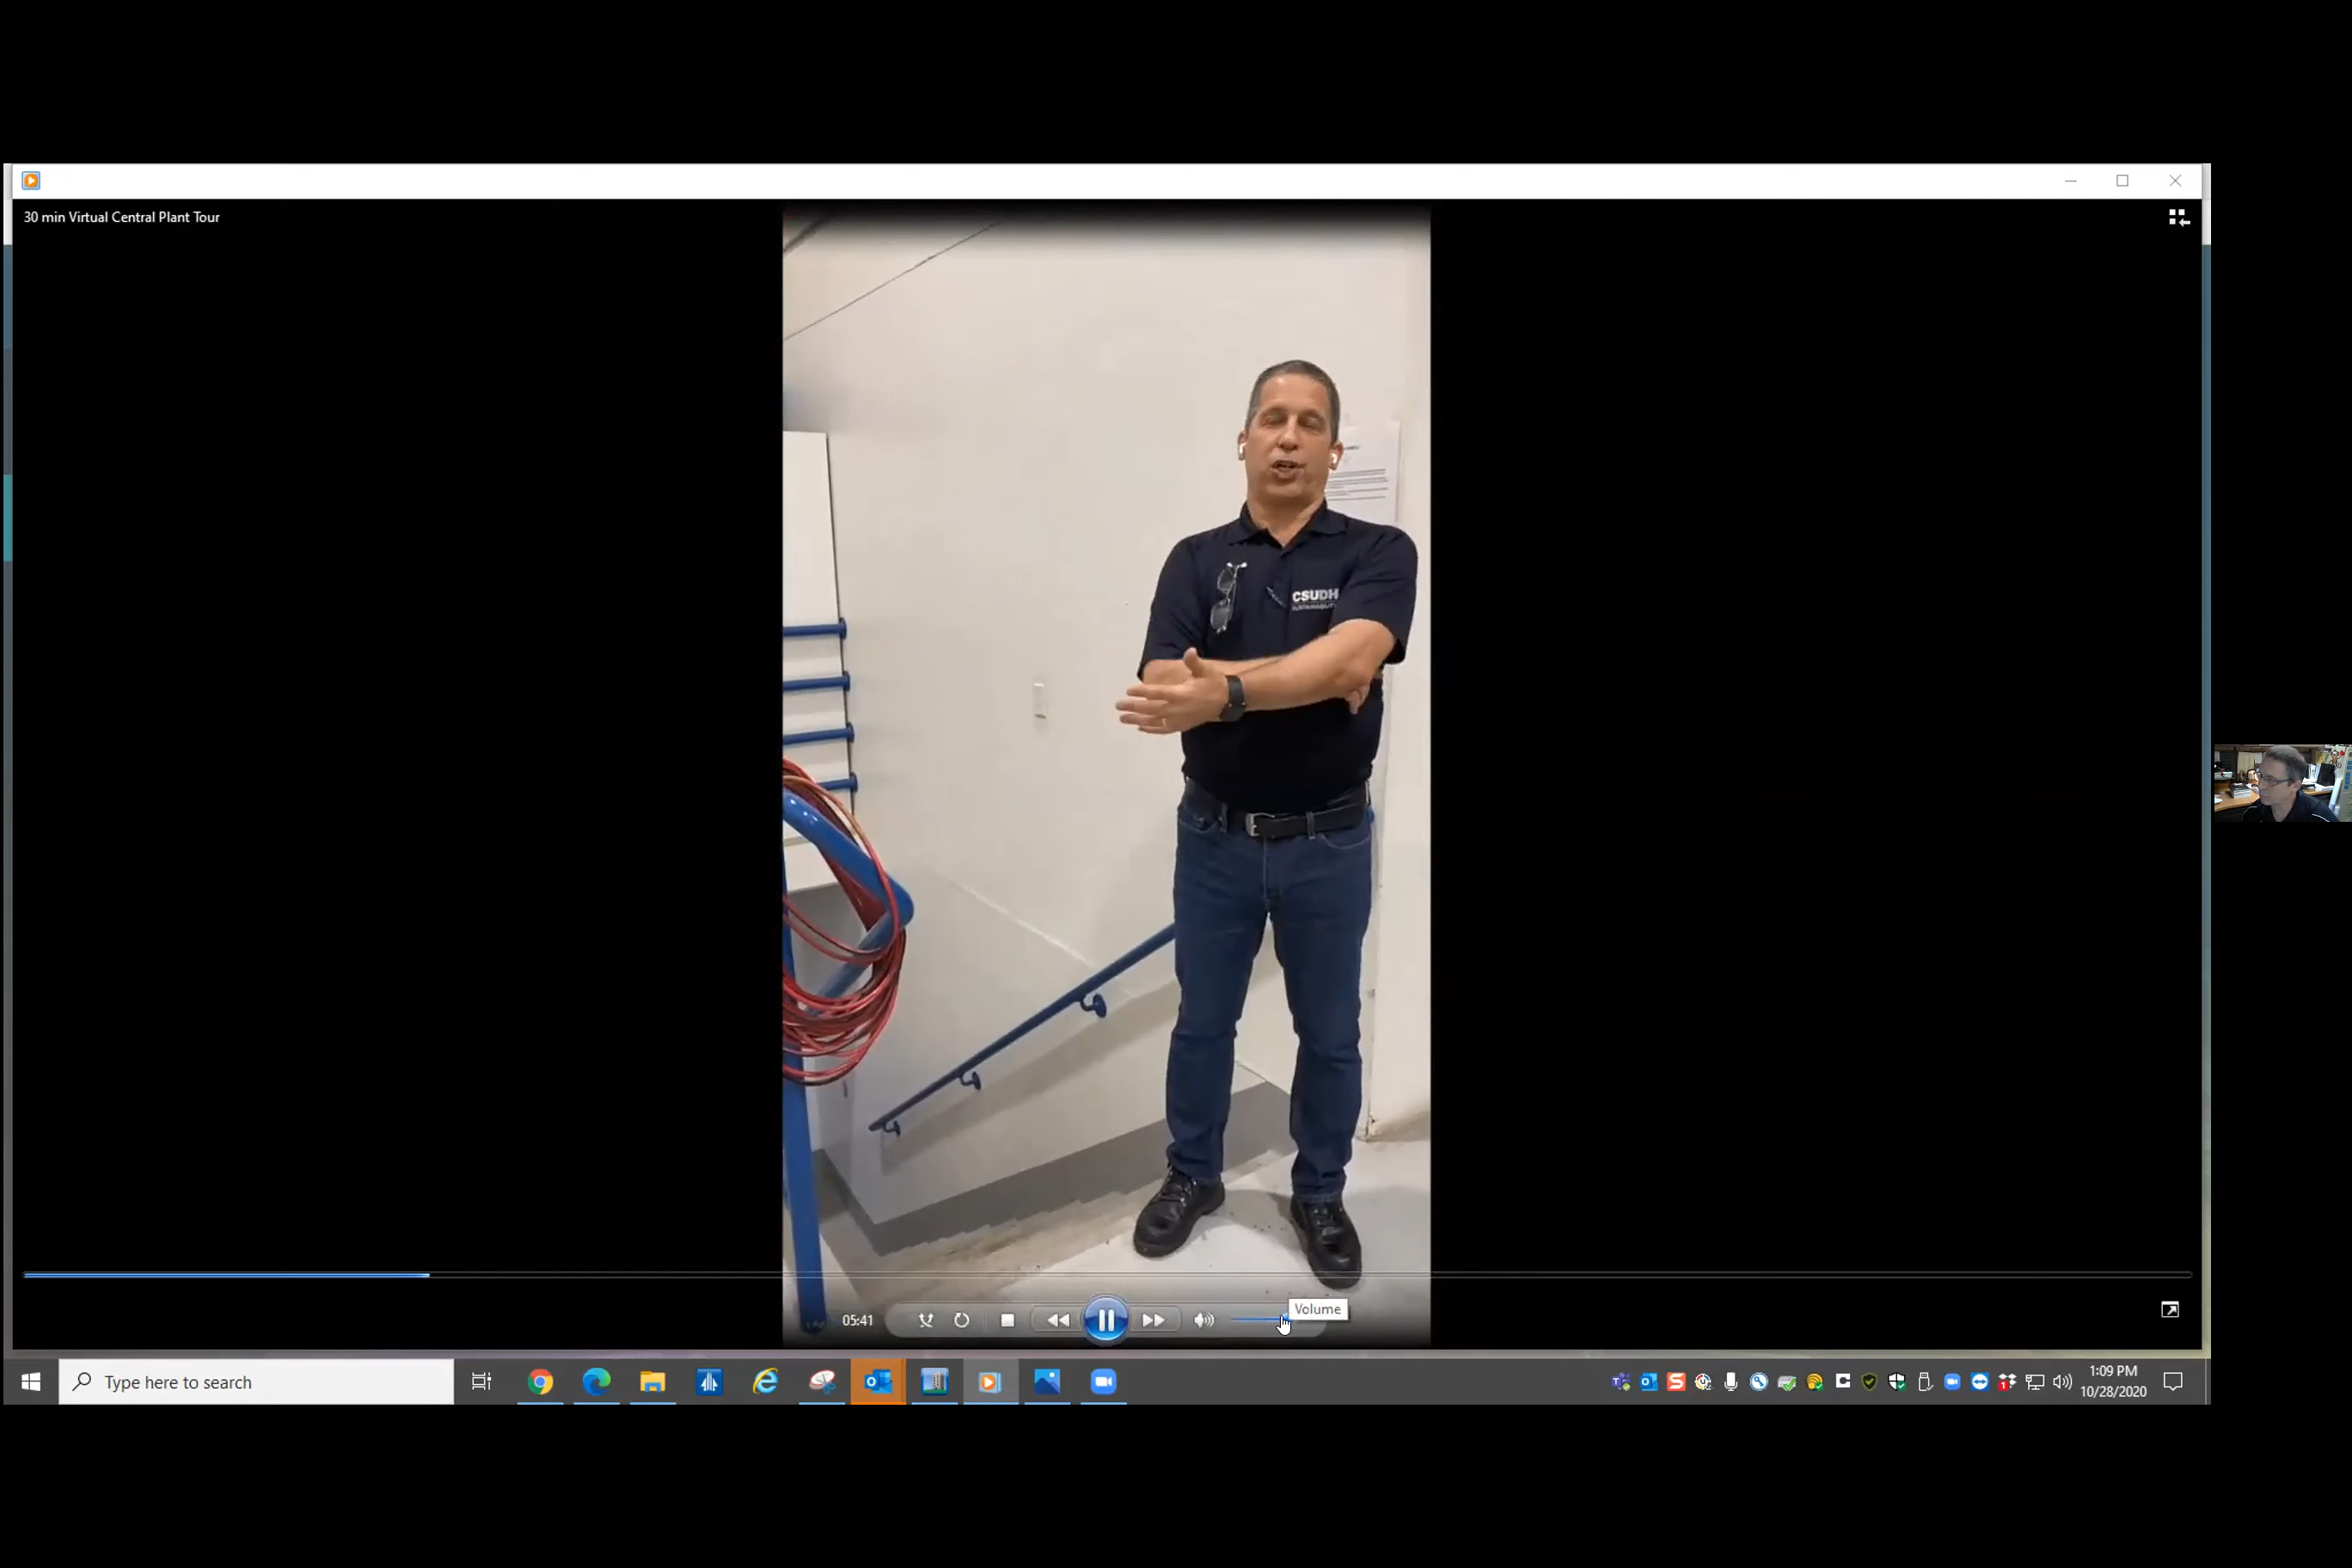 30 min Virtual Central Plant Tour
CSUDH
SUSTAINABILITY
05:41
Volume
Type here to search
1:09 PM
10/28/2020